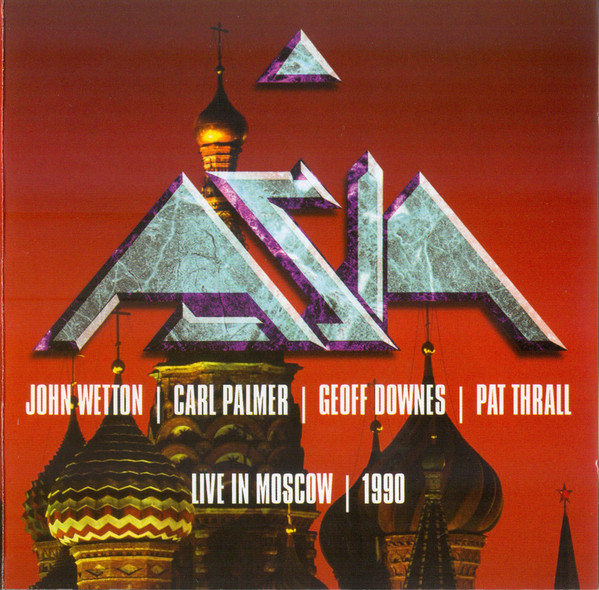 ASIA
JOHN WETTON | CARL PALMER | GEOFF DOWNES | PAT THRALL
LIVE IN MOSCOW | 1990